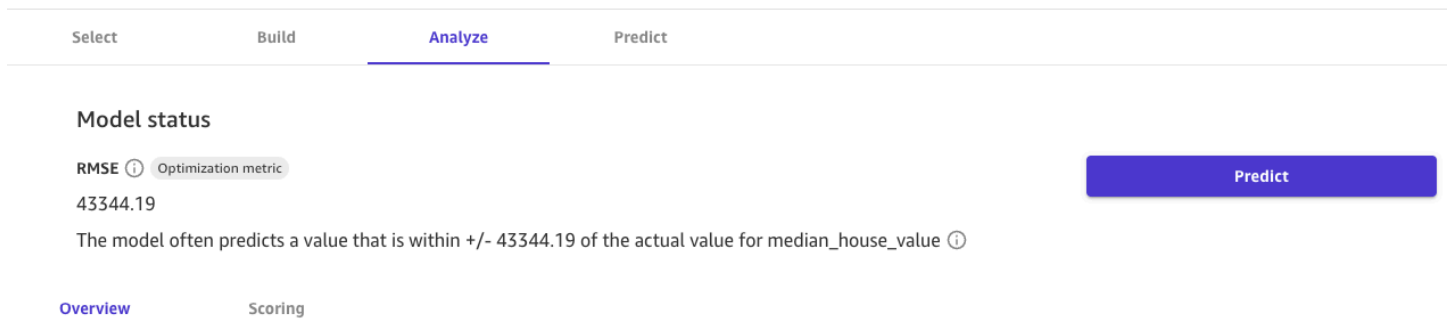 Select Build Analyze Predict
Model status
RMSE Optimization metric
Predict
43344.19
The model often predicts a value that is within +/- 43344.19 of the actual value for median_house_value
Overview Scoring